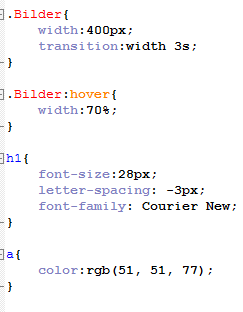 .Bilder{
width:400px;
transition:width 3s;
}
.Bilder:hover{
width:70%;
}
h1{
font-size:28px;
letter-spacing: -3px;
font-family: Courier New;
}
a{
color:rgb(51, 51, 77);
}